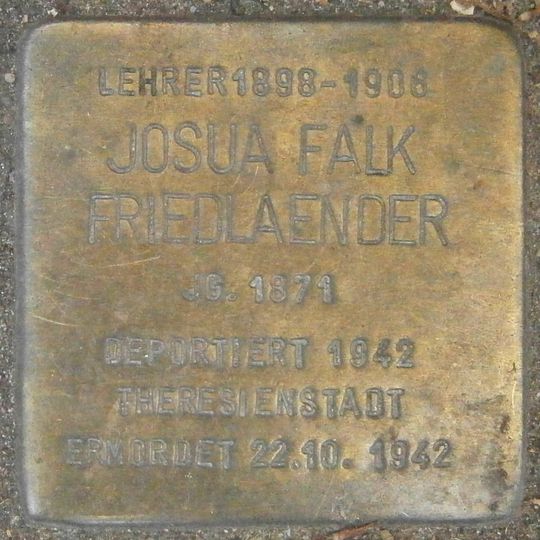 LEHRER 1898-1906
JOSUA FALK
FRIEDLAENDER
JG. 1871
DEPORTIERT 1942
THERESIENSTADT
ERMORDET 22.10. 1942